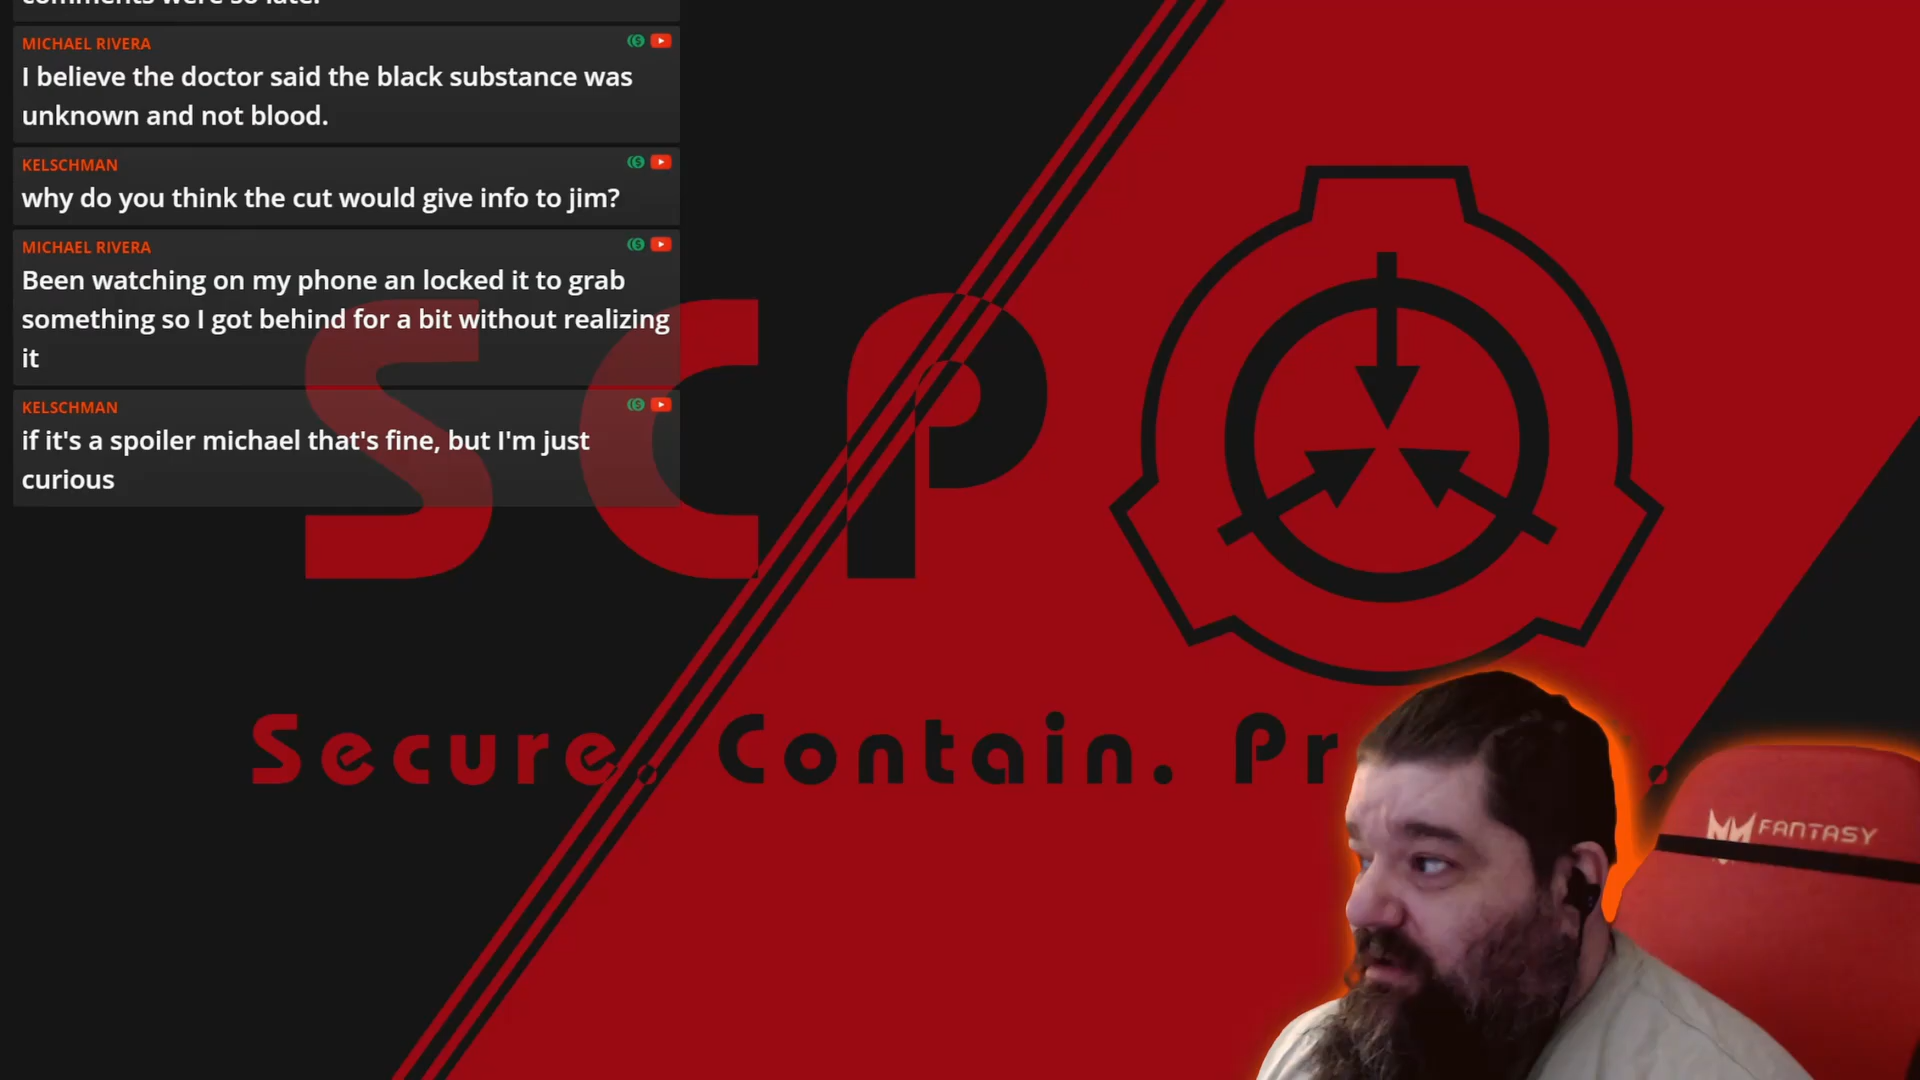 MICHAEL RIVERA
I believe the doctor said the black substance was
unknown and not blood.
KELSCHMAN
why do you think the cut would give info to jim?
MICHAEL RIVERA
Been watching on my phone an locked it to grab
something so I got behind for a bit without realizing
it
KELSCHMAN
if it's a spoiler michael that's fine, but I'm just
curious
SCP
Secure. Contain. Pr
FANTASY